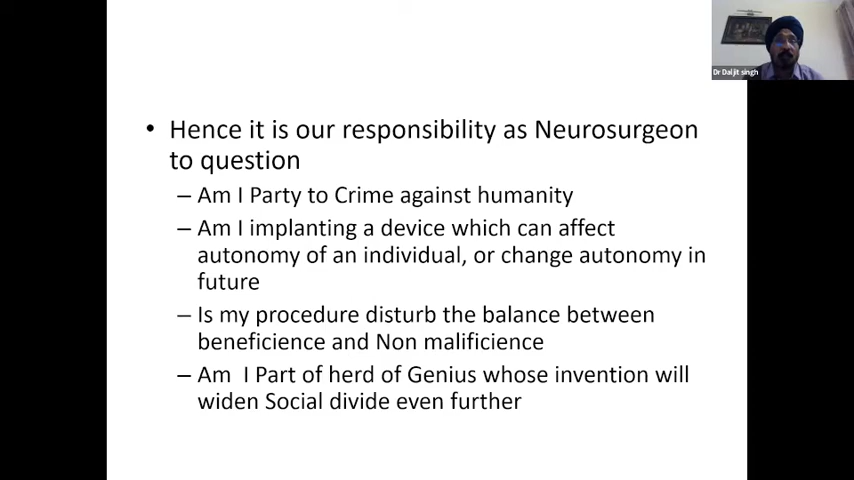 Dr Daljit singh
• Hence it is our responsibility as Neurosurgeon
to question
– Am I Party to Crime against humanity
– Am I implanting a device which can affect
autonomy of an individual, or change autonomy in
future
– Is my procedure disturb the balance between
beneficience and Non malificience
– Am I Part of herd of Genius whose invention will
widen Social divide even further